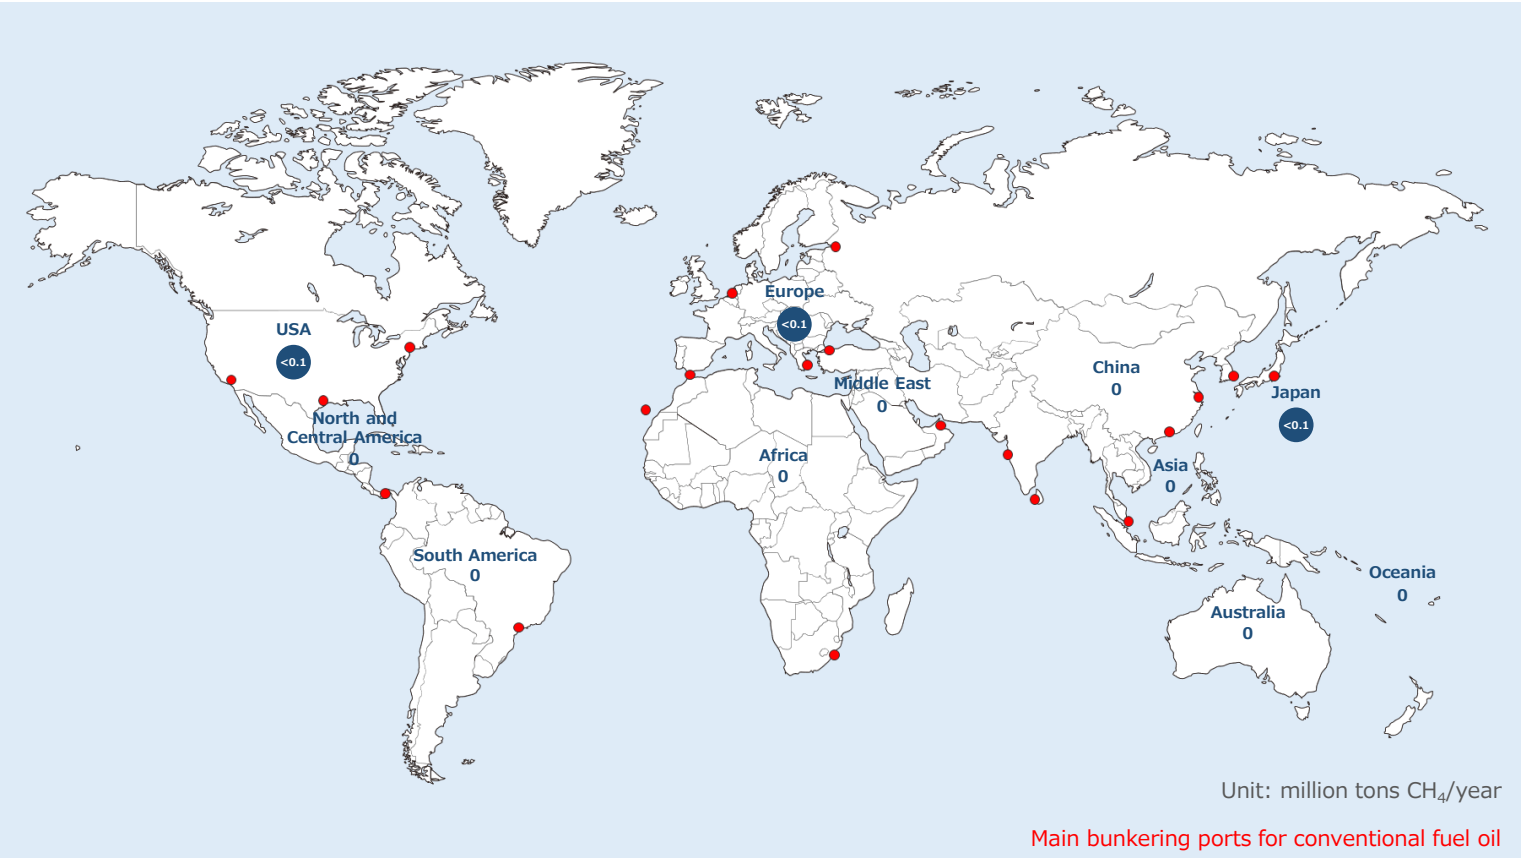 Europe
<0.1
USA
<0.1
China
0
Middle East
0
Japan
<0.1
North and
Central America
0
Africa
0
Asia
0
South America
0
Oceania
0
Australia
0
Unit: million tons CH₄/year
Main bunkering ports for conventional fuel oil